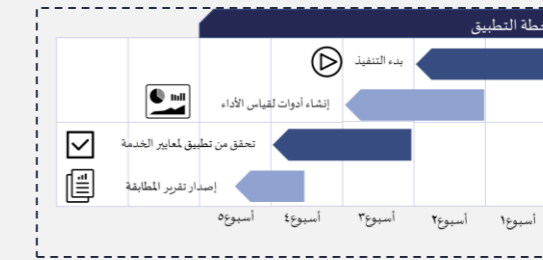 خطة التطبيق
بدء التنفيذ
إنشاء أدوات لقياس الأداء
تحقق من تطبيق لمعايير الخدمة
إصدار تقرير المطابقة
أسبوع١ أسبوع٢ أسبوع٣ أسبوع٤ أسبوع٥